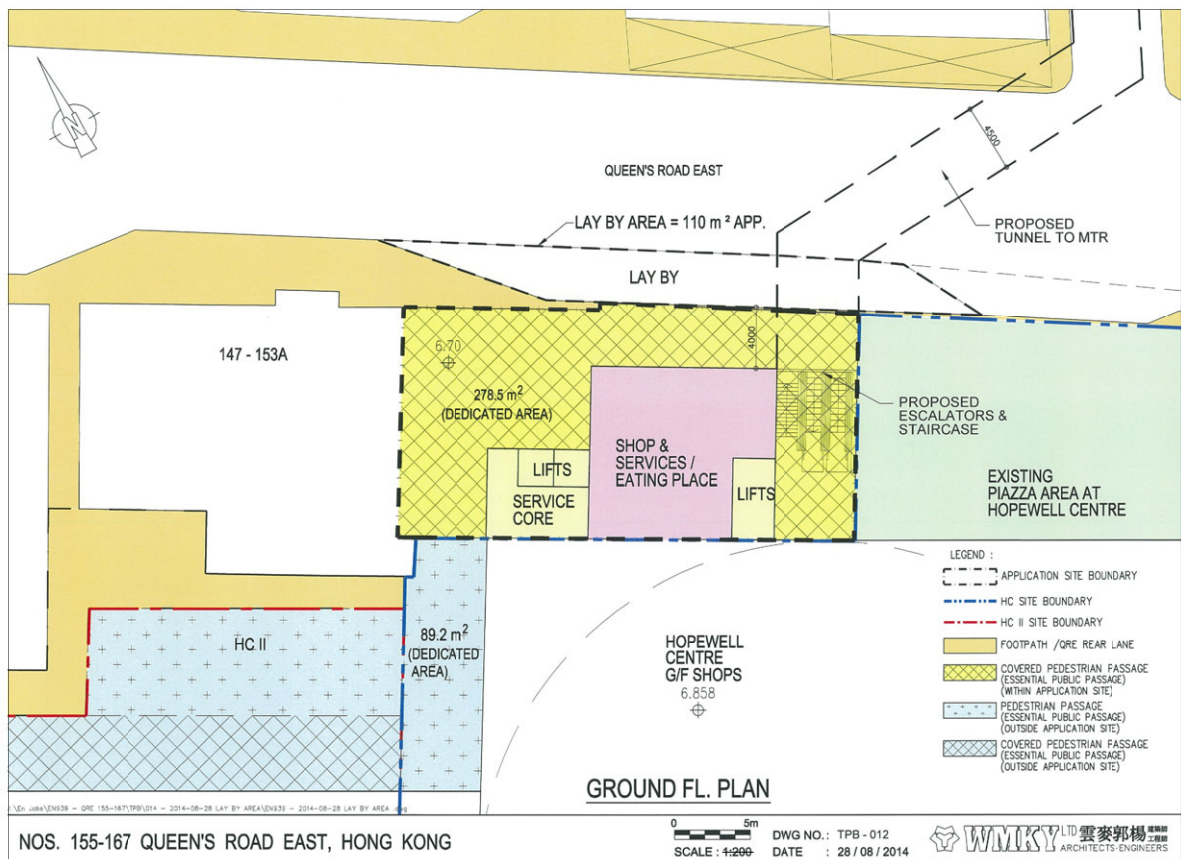 4500
QUEEN'S ROAD EAST
LAY BY AREA = 110 m² APP.
PROPOSED
TUNNEL TO MTR
LAY BY
147 - 153A
6.70
4000
278.5 m²
(DEDICATED AREA)
PROPOSED
ESCALATORS &
STAIRCASE
SHOP &
SERVICES /
EATING PLACE
LIFTS
SERVICE
CORE
LIFTS
EXISTING
PIAZZA AREA AT
HOPEWELL CENTRE
HC II
89.2 m²
(DEDICATED
AREA)
HOPEWELL
CENTRE
G/F SHOPS
6.858
LEGEND :
APPLICATION SITE BOUNDARY
HC SITE BOUNDARY
HC II SITE BOUNDARY
FOOTPATH /QRE REAR LANE
COVERED PEDESTRIAN PASSAGE
(ESSENTIAL PUBLIC PASSAGE)
(WITHIN APPLICATION SITE)
PEDESTRIAN PASSAGE
(ESSENTIAL PUBLIC PASSAGE)
(OUTSIDE APPLICATION SITE)
COVERED PEDESTRIAN PASSAGE
(ESSENTIAL PUBLIC PASSAGE)
(OUTSIDE APPLICATION SITE)
GROUND FL. PLAN
NOS. 155-167 QUEEN'S ROAD EAST, HONG KONG
0 5m
SCALE : 1:200
DWG NO.: TPB - 012
DATE : 28 / 08 / 2014
WMKY LTD 雲麥郭楊 建築師 工程師
ARCHITECTS·ENGINEERS